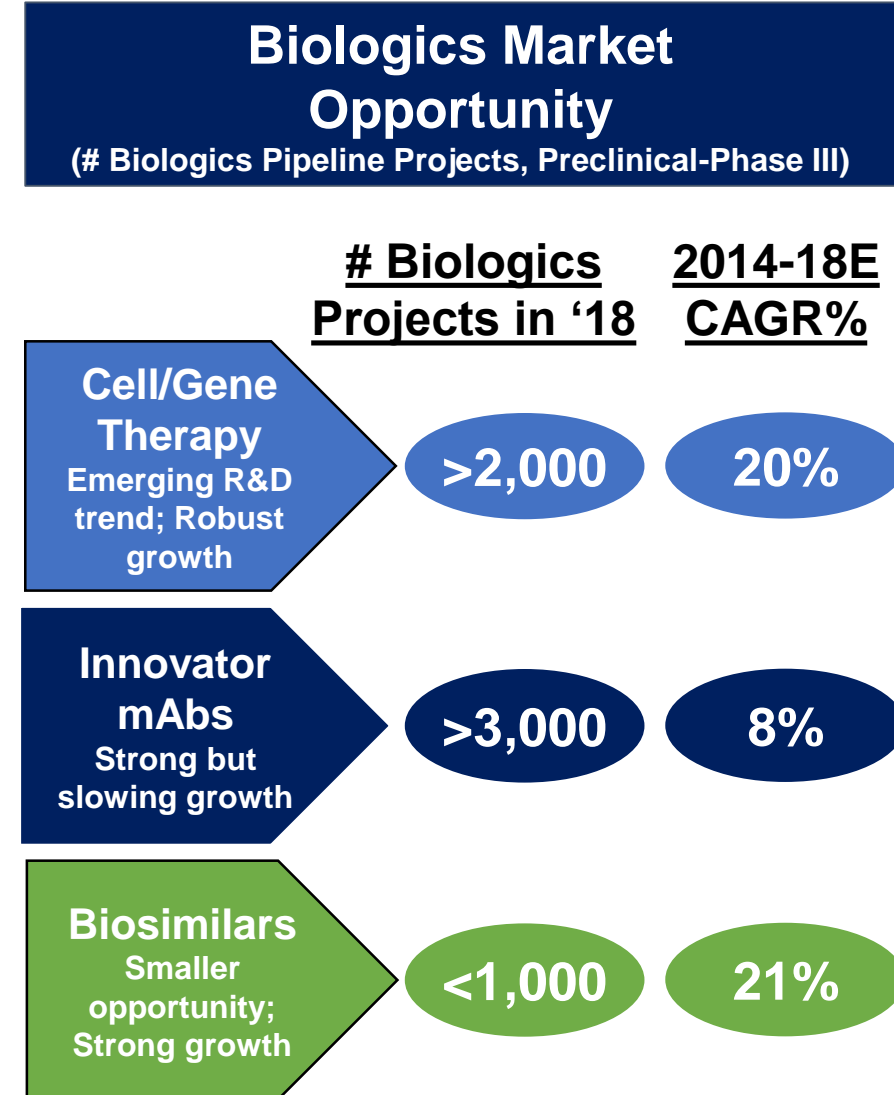 Biologics Market
Opportunity
(# Biologics Pipeline Projects, Preclinical-Phase III)
# Biologics
Projects in ‘18
2014-18E
CAGR%
Cell/Gene
Therapy
Emerging R&D
trend; Robust
growth
>2,000
20%
Innovator
mAbs
Strong but
slowing growth
>3,000
8%
Biosimilars
Smaller
opportunity;
Strong growth
<1,000
21%